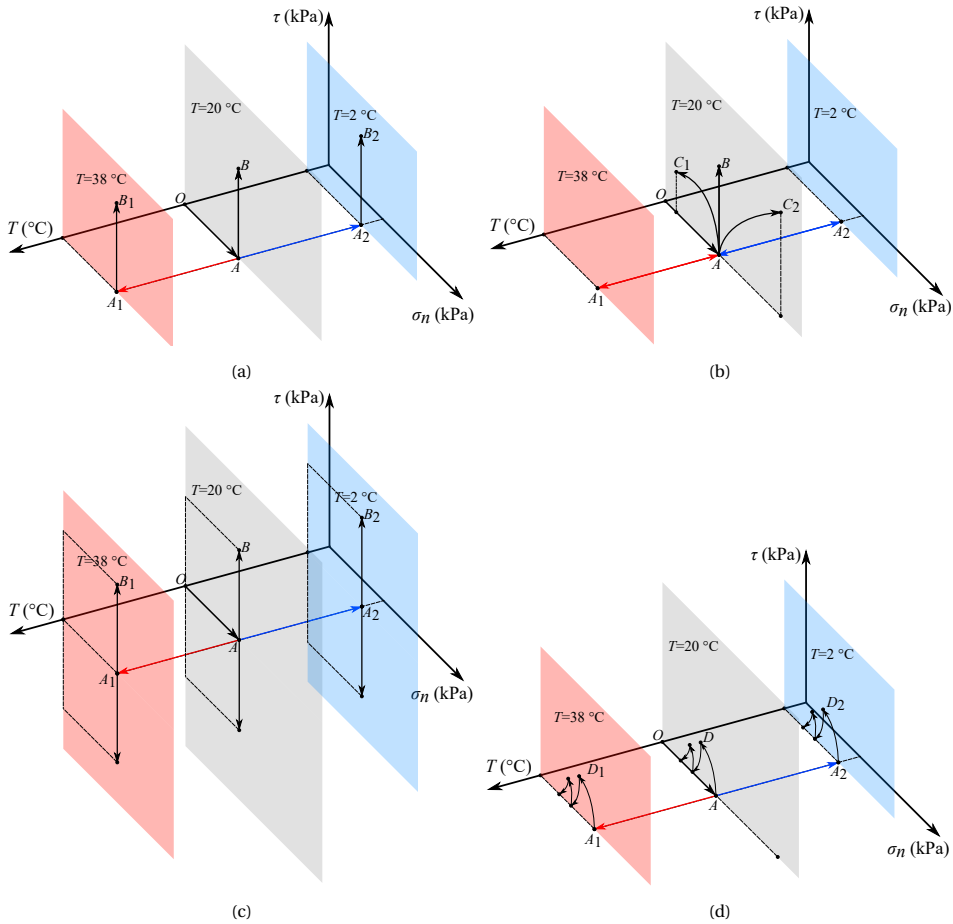 τ (kPa)
T=20 °C
T=2 °C
B2
T=38 °C
B
B1
O
T (°C)
A2
A
A1
σn (kPa)
(a)
τ (kPa)
T=20 °C
T=2 °C
C1
B
T=38 °C
O
C2
T (°C)
A2
A
A1
σn (kPa)
(b)
τ (kPa)
T=20 °C
T=2 °C
B2
B
T=38 °C
B1
O
T (°C)
A2
A
A1
σn (kPa)
(c)
τ (kPa)
T=20 °C
T=2 °C
D2
T=38 °C
O
D
T (°C)
D1
A2
A
A1
σn (kPa)
(d)